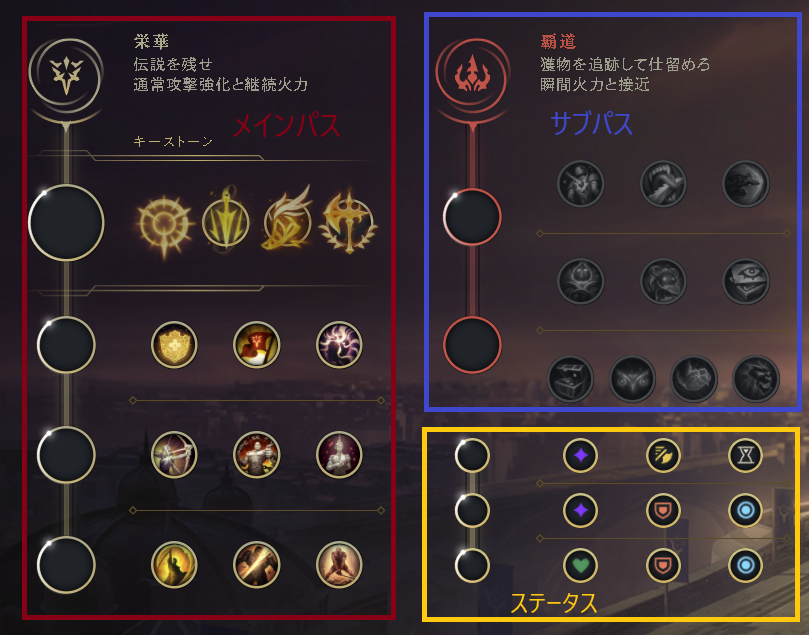 栄華
伝説を残せ
通常攻撃強化と継続火力
メインパス
キーストーン
覇道
獲物を追跡して仕留めろ
瞬間火力と接近
サブパス
ステータス